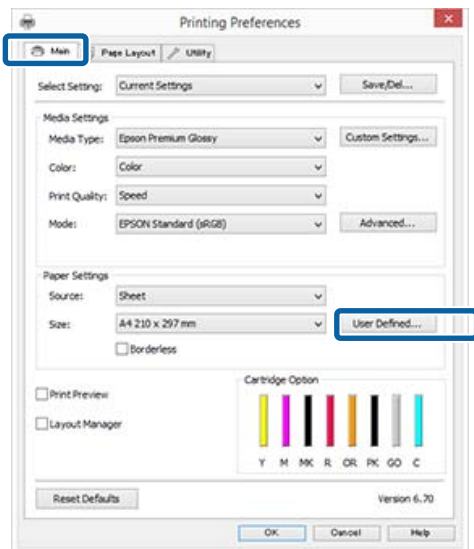 Printing Preferences
Main Page Layout Utility
Select Setting: Current Settings Save/Del...
Media Settings
Media Type: Epson Premium Glossy Custom Settings...
Color: Color
Print Quality: Speed
Mode: EPSON Standard (sRGB) Advanced...
Paper Settings
Source: Sheet
Size: A4 210 x 297 mm User Defined...
Borderless
Cartridge Option
Print Preview
Layout Manager
Y M MK R OR PK GO C
Reset Defaults Version 6.70
OK Cancel Help